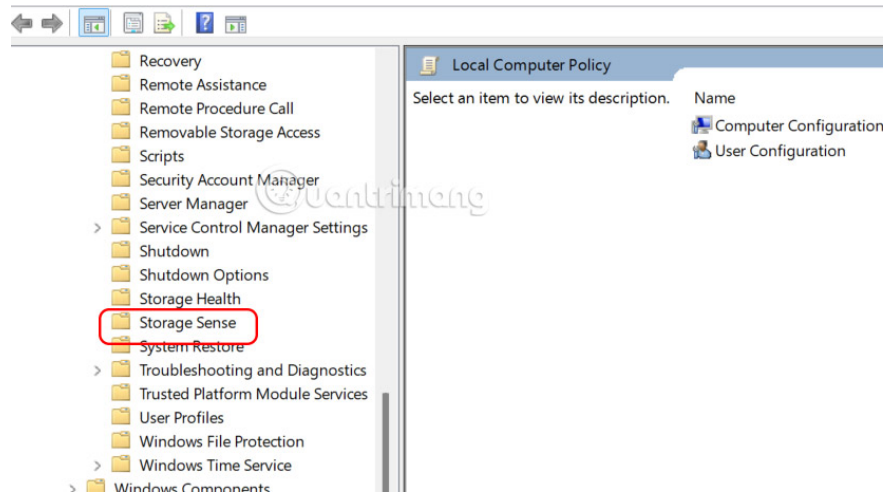 Recovery
Remote Assistance
Remote Procedure Call
Removable Storage Access
Scripts
Security Account Manager
Server Manager
Service Control Manager Settings
Shutdown
Shutdown Options
Storage Health
Storage Sense
System Restore
Troubleshooting and Diagnostics
Trusted Platform Module Services
User Profiles
Windows File Protection
Windows Time Service
Windows Components
Local Computer Policy
Select an item to view its description.
Name
Computer Configuration
User Configuration
Quantrimang